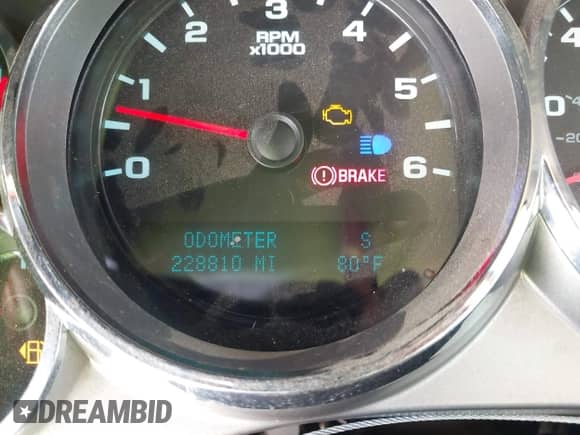 0 1 2 3 4 5 6
RPM
x1000
BRAKE
ODOMETER S
228810 MI 80°F
DREAMBID